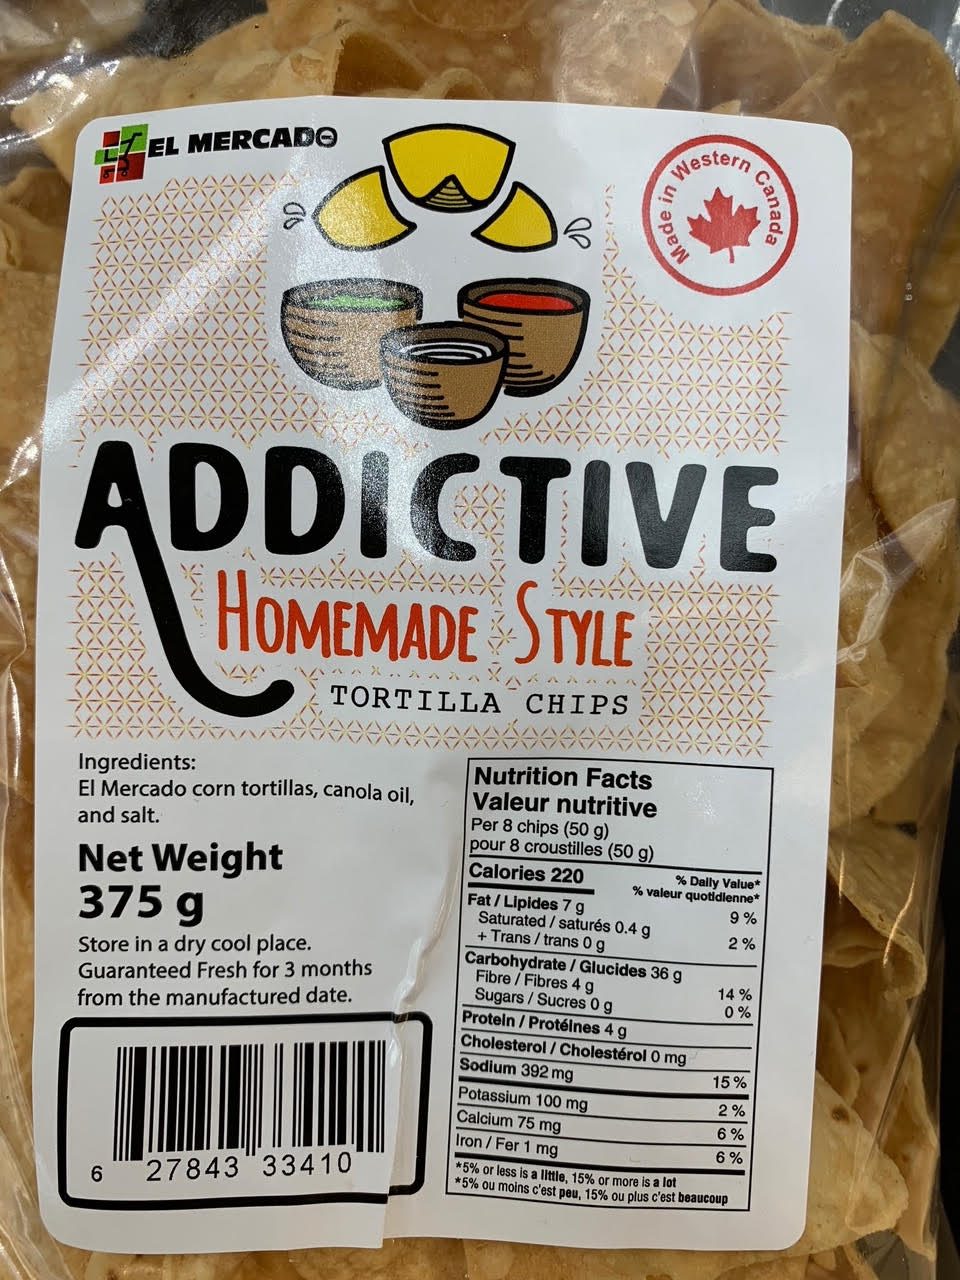 EL MERCADO
Made in Western Canada
ADDICTIVE
HOMEMADE STYLE
TORTILLA CHIPS
Ingredients:
El Mercado corn tortillas, canola oil,
and salt.
Net Weight
375 g
Store in a dry cool place.
Guaranteed Fresh for 3 months
from the manufactured date.
6 27843 33410
Nutrition Facts
Valeur nutritive
Per 8 chips (50 g)
pour 8 croustilles (50 g)
Calories 220
% Daily Value*
% valeur quotidienne*
Fat / Lipides 7 g 9 %
Saturated / saturés 0.4 g
+ Trans / trans 0 g 2 %
Carbohydrate / Glucides 36 g
Fibre / Fibres 4 g 14 %
Sugars / Sucres 0 g 0 %
Protein / Protéines 4 g
Cholesterol / Cholestérol 0 mg
Sodium 392 mg 15 %
Potassium 100 mg 2 %
Calcium 75 mg 6 %
Iron / Fer 1 mg 6 %
*5% or less is a little, 15% or more is a lot
*5% ou moins c'est peu, 15% ou plus c'est beaucoup